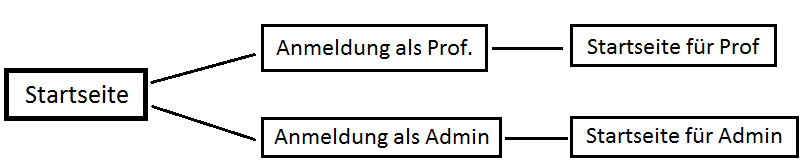 Startseite
Anmeldung als Prof.
Startseite für Prof
Anmeldung als Admin
Startseite für Admin